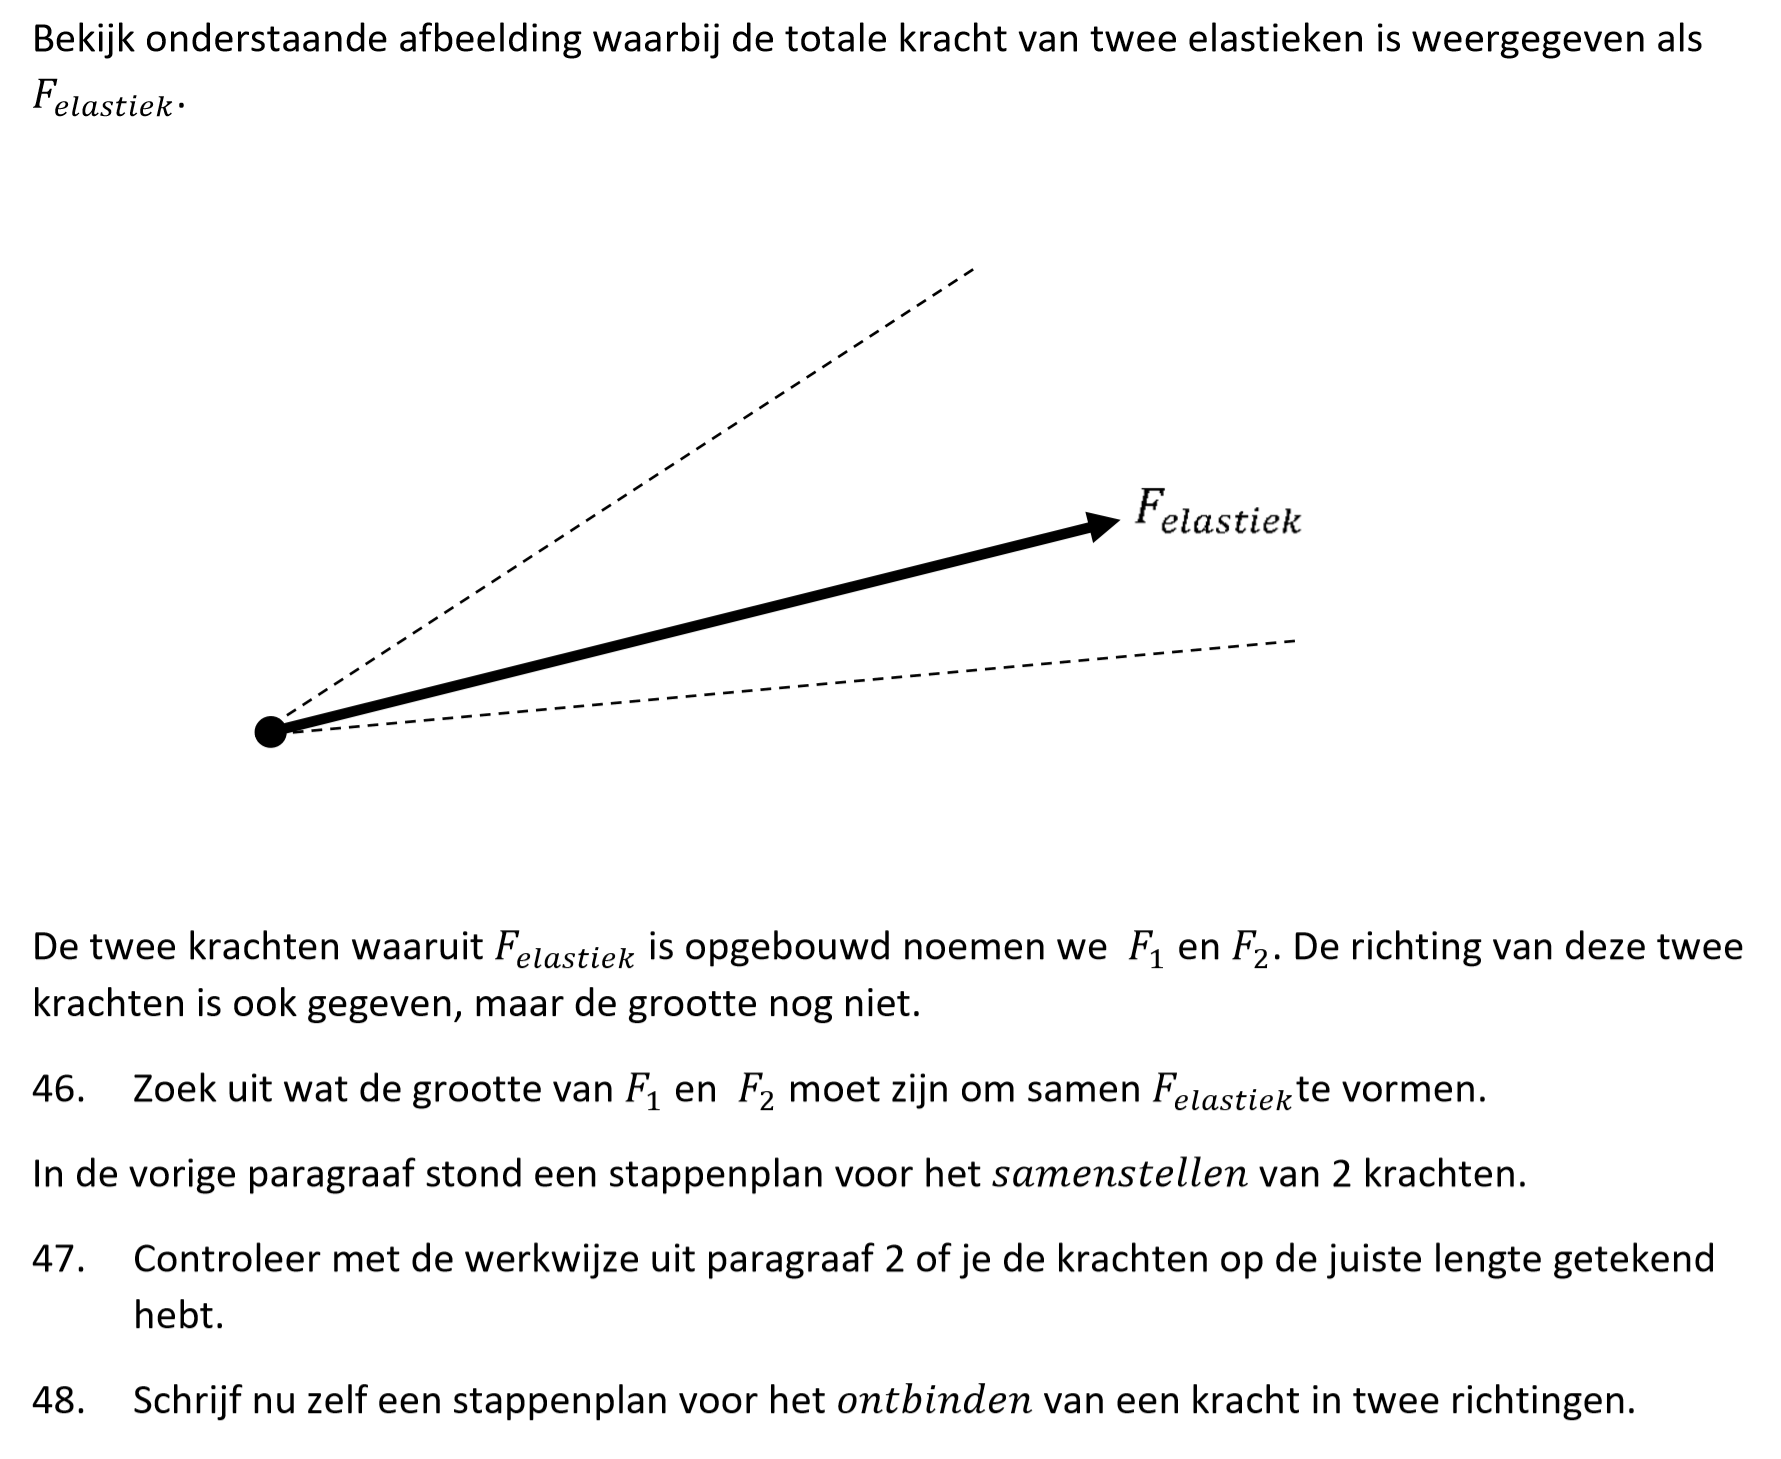 Bekijk onderstaande afbeelding waarbij de totale kracht van twee elastieken is weergegeven als
F_elastiek.
F_elastiek
De twee krachten waaruit F_elastiek is opgebouwd noemen we F₁ en F₂. De richting van deze twee
krachten is ook gegeven, maar de grootte nog niet.
46. Zoek uit wat de grootte van F₁ en F₂ moet zijn om samen F_elastiek te vormen.
In de vorige paragraaf stond een stappenplan voor het samenstellen van 2 krachten.
47. Controleer met de werkwijze uit paragraaf 2 of je de krachten op de juiste lengte getekend
hebt.
48. Schrijf nu zelf een stappenplan voor het ontbinden van een kracht in twee richtingen.